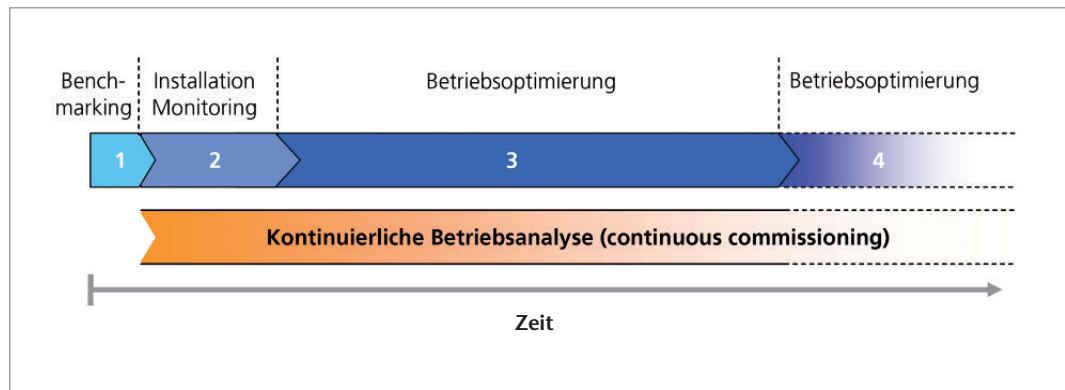 Bench-
marking
Installation
Monitoring
Betriebsoptimierung
Betriebsoptimierung
1
2
3
4
Kontinuierliche Betriebsanalyse (continuous commissioning)
Zeit